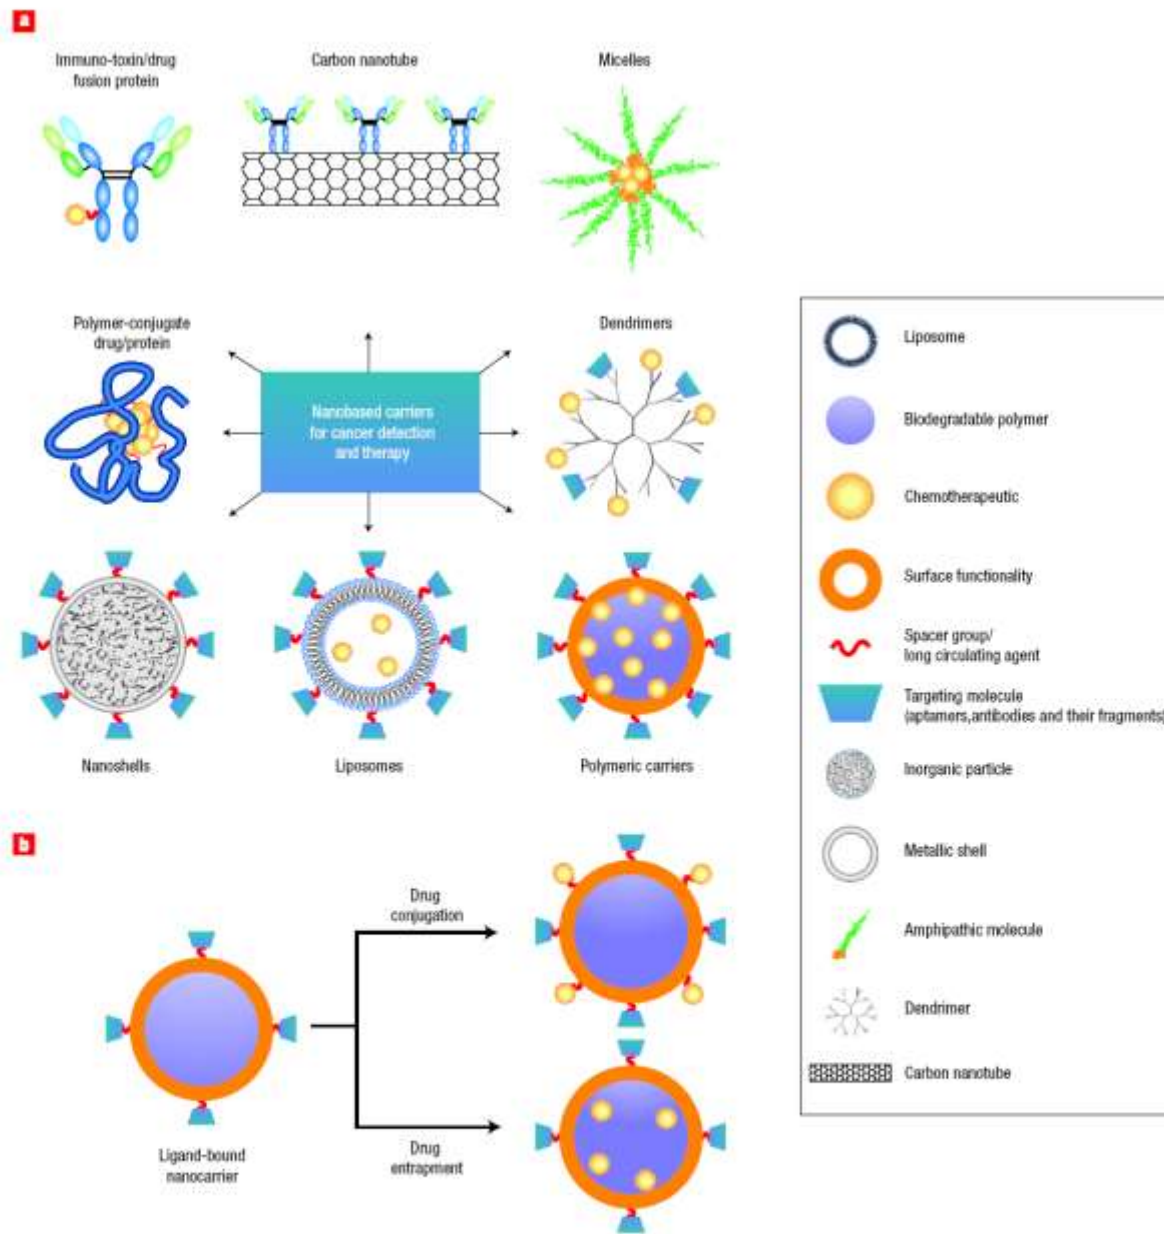 a
Immuno-toxin/drug
fusion protein
Carbon nanotube
Micelles
Polymer-conjugate
drug/protein
Nanobased carriers
for cancer detection
and therapy
Dendrimers
Nanoshells
Liposomes
Polymeric carriers
Liposome
Biodegradable polymer
Chemotherapeutic
Surface functionality
Spacer group/
long circulating agent
Targeting molecule
(aptamers,antibodies and their fragments)
Inorganic particle
Metallic shell
Amphipathic molecule
Dendrimer
Carbon nanotube
b
Drug
conjugation
Ligand-bound
nanocarrier
Drug
entrapment